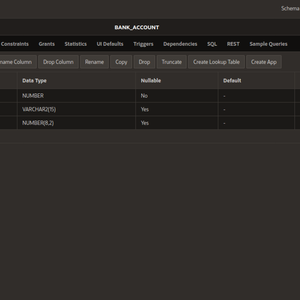 Schema
BANK_ACCOUNT
Constraints Grants Statistics UI Defaults Triggers Dependencies SQL REST Sample Queries
name Column Drop Column Rename Copy Drop Truncate Create Lookup Table Create App
Data Type Nullable Default
NUMBER No -
VARCHAR2(15) Yes -
NUMBER(8,2) Yes -